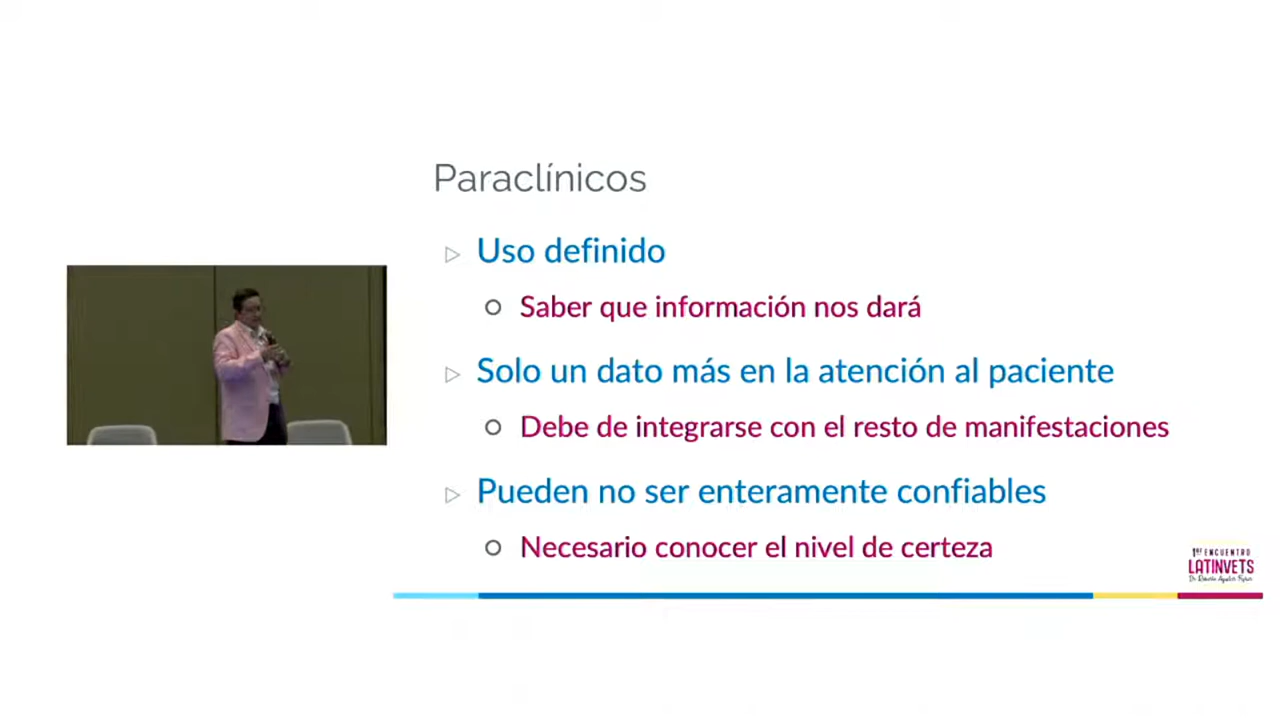 Paraclínicos
Uso definido
Saber que información nos dará
Solo un dato más en la atención al paciente
Debe de integrarse con el resto de manifestaciones
Pueden no ser enteramente confiables
Necesario conocer el nivel de certeza
1er ENCUENTRO
LATINVETS